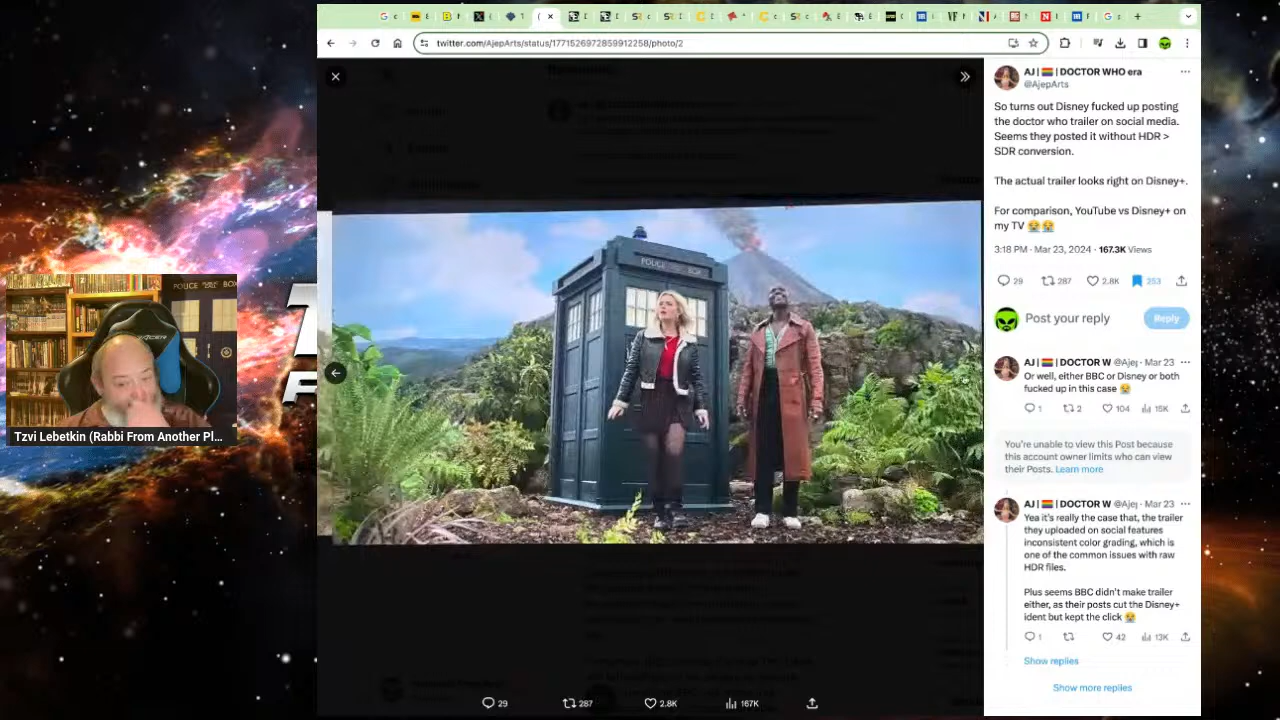 twitter.com/AjepArts/status/1771526972859912258/photo/2
AJ | 🏳️‍🌈 | DOCTOR WHO era
@AjepArts
So turns out Disney fucked up posting
the doctor who trailer on social media.
Seems they posted it without HDR >
SDR conversion.
The actual trailer looks right on Disney+.
For comparison, YouTube vs Disney+ on
my TV 😭😭
3:18 PM · Mar 23, 2024 · 167.3K Views
29 287 2.8K 253
Post your reply
Reply
AJ | 🏳️‍🌈 | DOCTOR W @Ajep · Mar 23
Or well, either BBC or Disney or both
fucked up in this case 😭
1 2 104 16K
You're unable to view this Post because
this account owner limits who can view
their Posts. Learn more
AJ | 🏳️‍🌈 | DOCTOR W @Ajep · Mar 23
Yea it's really the case that, the trailer
they uploaded on social features
inconsistent color grading, which is
one of the common issues with raw
HDR files.
Plus seems BBC didn't make trailer
either, as their posts cut the Disney+
ident but kept the click 😭
1 42 13K
Show replies
Show more replies
POLICE BOX
29 287 2.8K 167K
POLICE BOX
Tzvi Lebetkin (Rabbi From Another Pl...